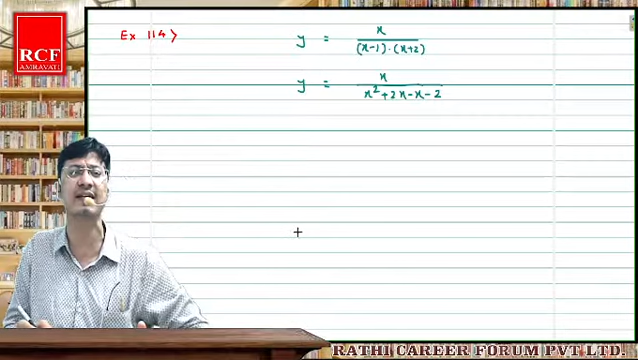 RCF
AMRAVATI
Ex 114>
y = x / (x-1)·(x+2)
y = x / x²+2x-x-2
RATHI CAREER FORUM PVT LTD.